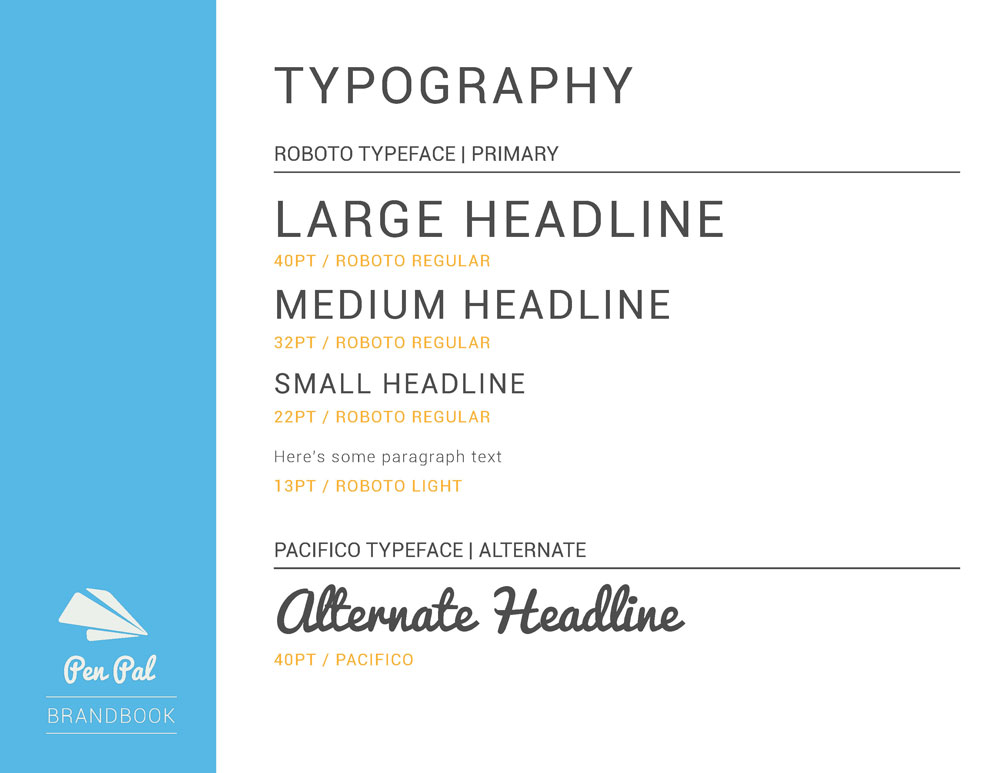 TYPOGRAPHY
ROBOTO TYPEFACE | PRIMARY
LARGE HEADLINE
40PT / ROBOTO REGULAR
MEDIUM HEADLINE
32PT / ROBOTO REGULAR
SMALL HEADLINE
22PT / ROBOTO REGULAR
Here's some paragraph text
13PT / ROBOTO LIGHT
PACIFICO TYPEFACE | ALTERNATE
Alternate Headline
40PT / PACIFICO
Pen Pal
BRANDBOOK